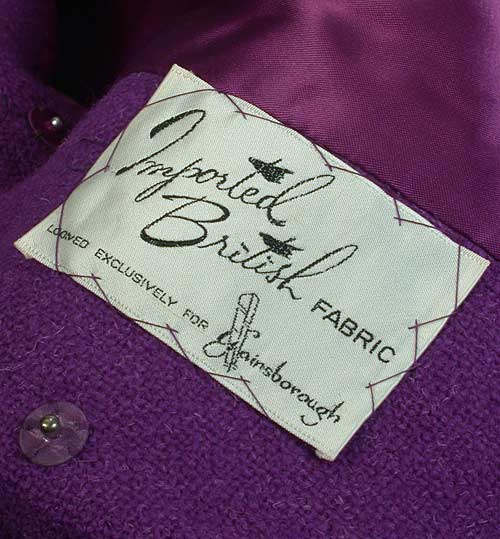 Imported
British FABRIC
LOOMED EXCLUSIVELY FOR Gainsborough